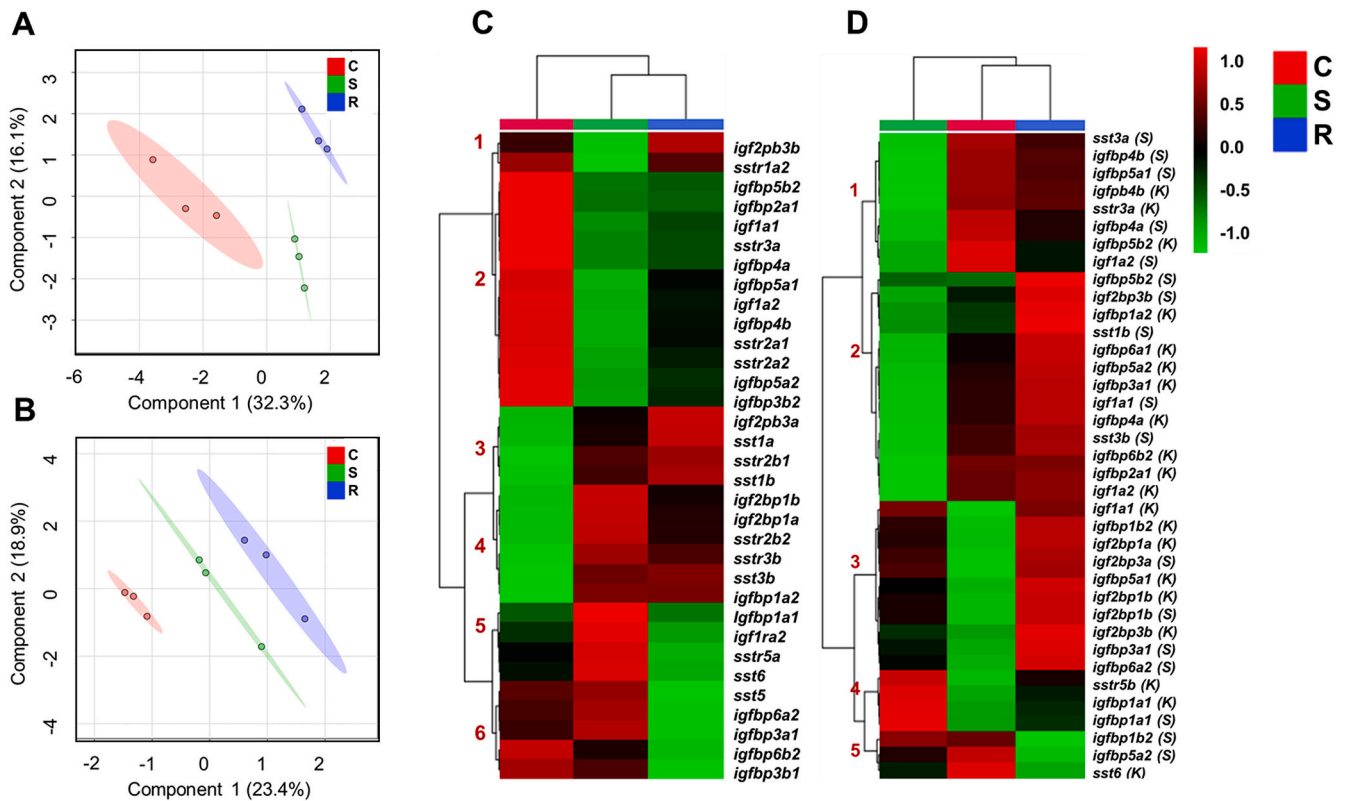 A
3
2
1
0
-1
-2
-3
Component 2 (16.1%)
C
S
R
-6
-4
-2
0
2
Component 1 (32.3%)
B
4
2
0
-2
-4
Component 2 (18.9%)
C
S
R
-2
-1
0
1
2
Component 1 (23.4%)
C
1
2
3
4
5
6
igf2pb3b
sstr1a2
igfbp5b2
igfbp2a1
igf1a1
sstr3a
igfbp4a
igfbp5a1
igf1a2
igfbp4b
sstr2a1
sstr2a2
igfbp5a2
igfbp3b2
igf2pb3a
sst1a
sstr2b1
sst1b
igf2bp1b
igf2bp1a
sstr2b2
sstr3b
sst3b
igfbp1a2
igfbp1a1
igf1ra2
sstr5a
sst6
sst5
igfbp6a2
igfbp3a1
igfbp6b2
igfbp3b1
D
1
2
3
4
5
sst3a (S)
igfbp4b (S)
igfbp5a1 (S)
igfpb4b (K)
sstr3a (K)
igfbp4a (S)
igfbp5b2 (K)
igf1a2 (S)
igfbp5b2 (S)
igf2bp3b (S)
igfbp1a2 (K)
sst1b (S)
igfbp6a1 (K)
igfbp5a2 (K)
igfbp3a1 (K)
igf1a1 (S)
igfbp4a (K)
sst3b (S)
igfbp6b2 (K)
igfbp2a1 (K)
igf1a2 (K)
igf1a1 (K)
igfbp1b2 (K)
igf2bp1a (K)
igf2bp3a (S)
igfbp5a1 (K)
igf2bp1b (K)
igf2bp1b (S)
igf2bp3b (K)
igfbp3a1 (S)
igfbp6a2 (S)
sstr5b (K)
igfbp1a1 (K)
igfbp1a1 (S)
igfbp1b2 (S)
igfbp5a2 (S)
sst6 (K)
1.0
0.5
0.0
-0.5
-1.0
C
S
R